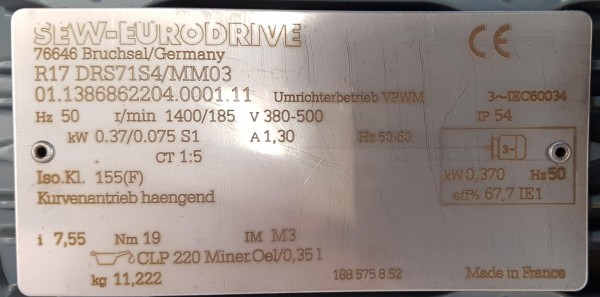 SEW-EURODRIVE
76646 Bruchsal/Germany
R17 DRS71S4/MM03
01.1386862204.0001.11 Umrichterbetrieb VPWM 3~IEC60034
Hz 50 r/min 1400/185 V 380-500 IP 54
kW 0.37/0.075 S1 A 1,30 Hz 50-60
3~
CT 1:5
Iso.Kl. 155(F) kW 0,370 Hz 50
Kurvenantrieb haengend eff% 67,7 IE1
i 7,55 Nm 19 IM M3
CLP 220 Miner.Oel/0,35 l
kg 11,222 188 575 8.52 Made in France
CE